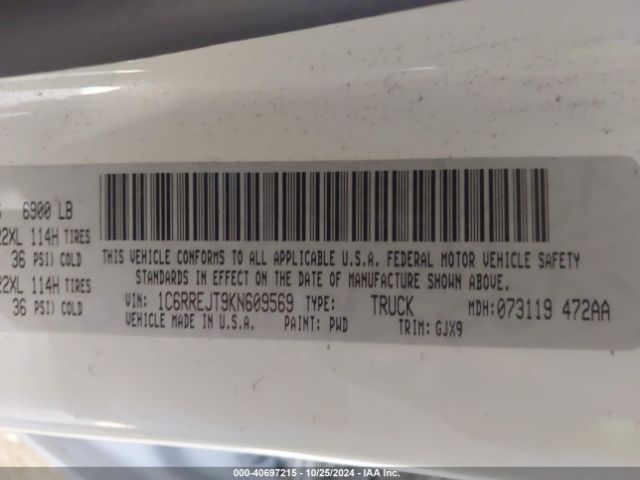 6900 LB
22XL 114H TIRES
36 PSI) COLD
22XL 114H TIRES
36 PSI) COLD
THIS VEHICLE CONFORMS TO ALL APPLICABLE U.S.A. FEDERAL MOTOR VEHICLE SAFETY
STANDARDS IN EFFECT ON THE DATE OF MANUFACTURE SHOWN ABOVE.
VIN: 1C6RREJT9KN609569 TYPE: TRUCK MDH:073119 472AA
VEHICLE MADE IN U.S.A. PAINT: PWD TRIM: GJX9
000-40697215 - 10/25/2024 - IAA Inc.